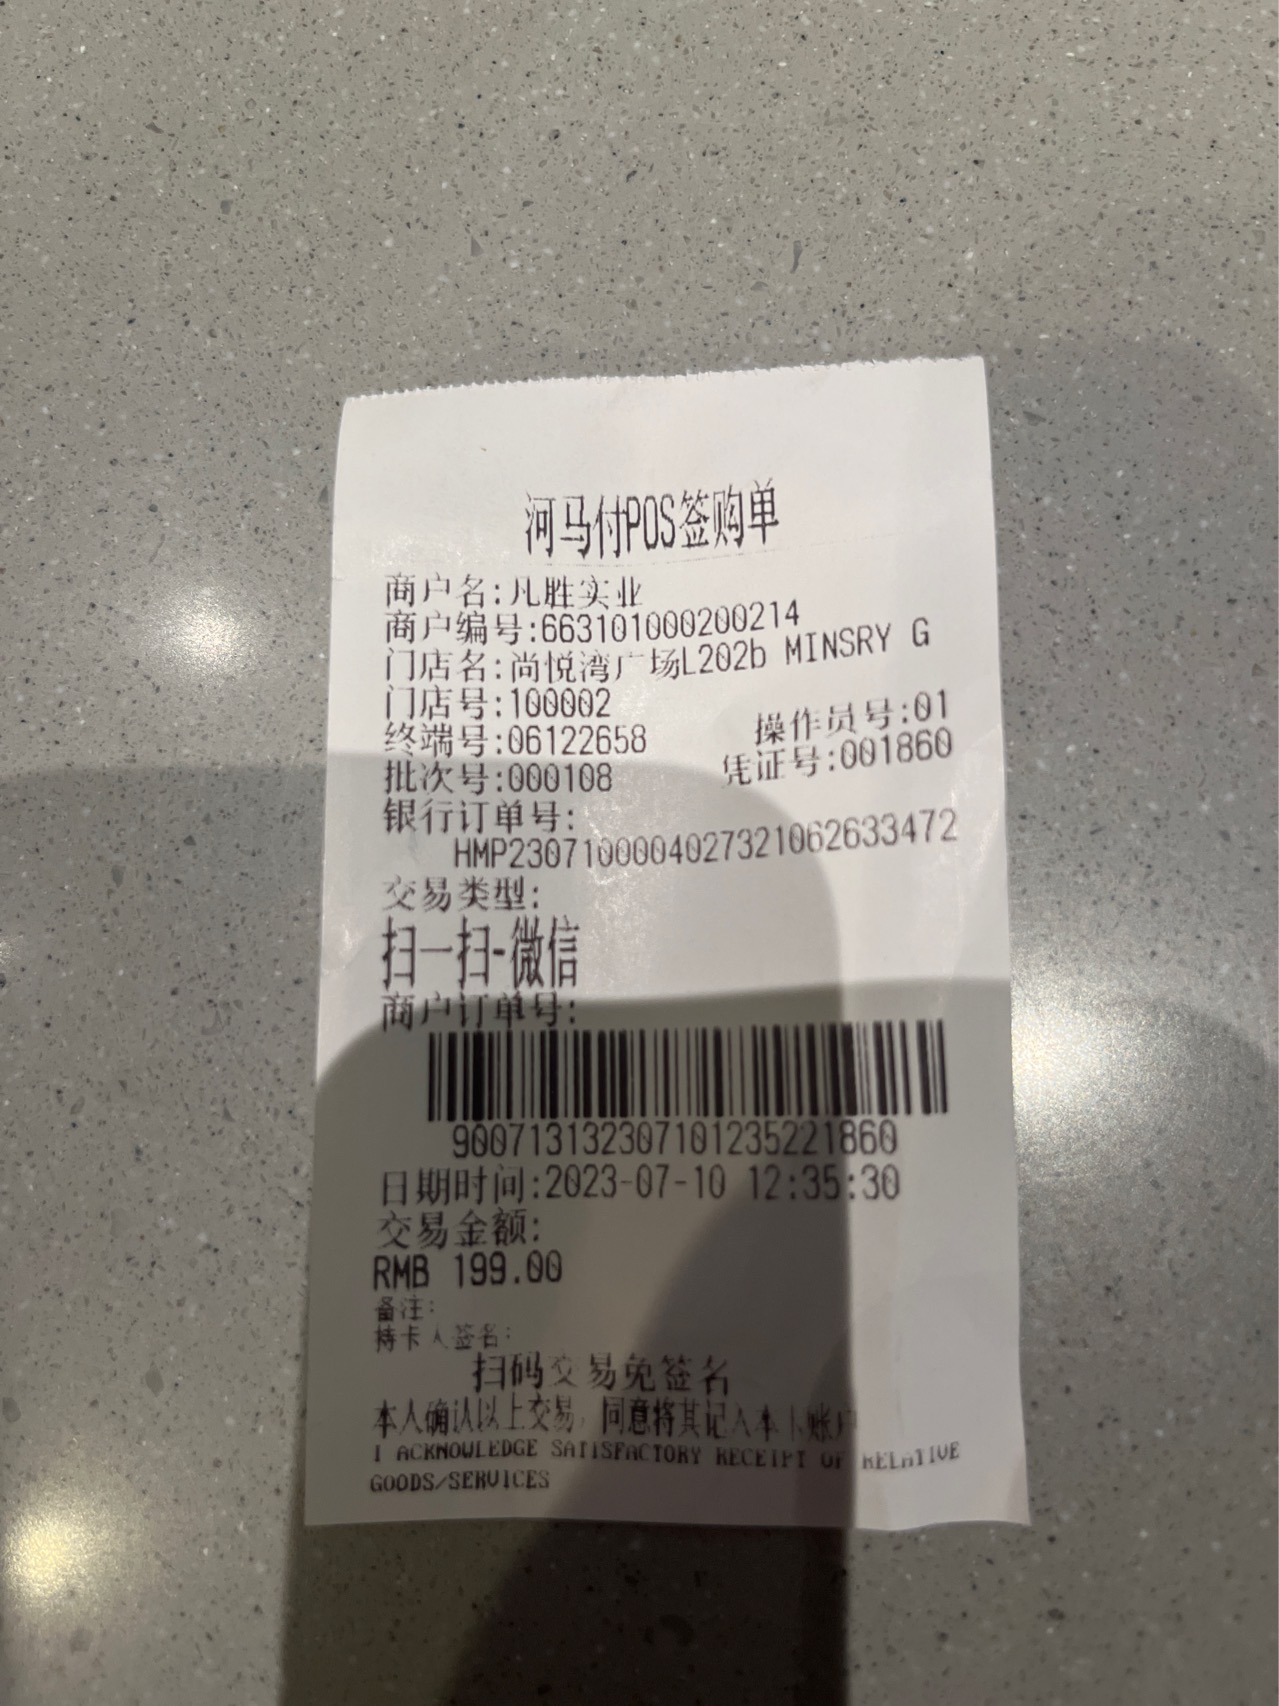 河马付POS签购单
商户名:凡胜实业
商户编号:663101000200214
门店名:尚悦湾广场L202b MINSRY G
门店号:100002
终端号:06122658 操作员号:01
批次号:000108 凭证号:001860
银行订单号:
HMP2307100004027321062633472
交易类型:
扫一扫-微信
商户订单号:
9007131323071012352218​60
日期时间:2023-07-10 12:35:30
交易金额:
RMB 199.00
备注:
持卡人签名:
扫码交易免签名
本人确认以上交易,同意将其记入本卡账户
I ACKNOWLEDGE SATISFACTORY RECEIPT OF RELATIVE
GOODS/SERVICES